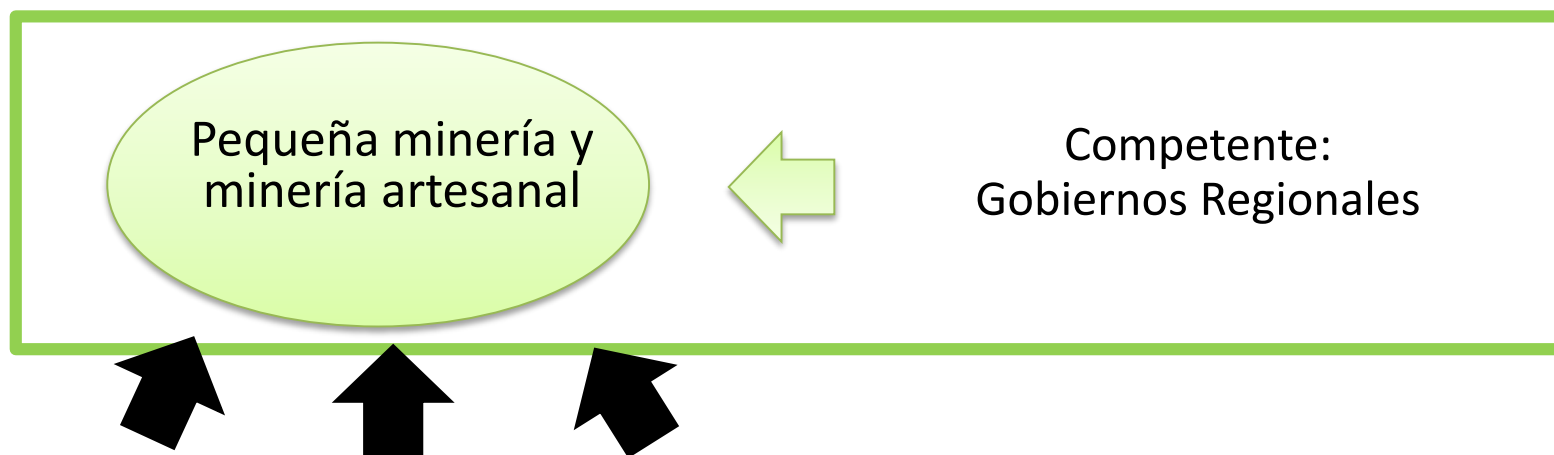 Pequeña minería y
minería artesanal
Competente:
Gobiernos Regionales